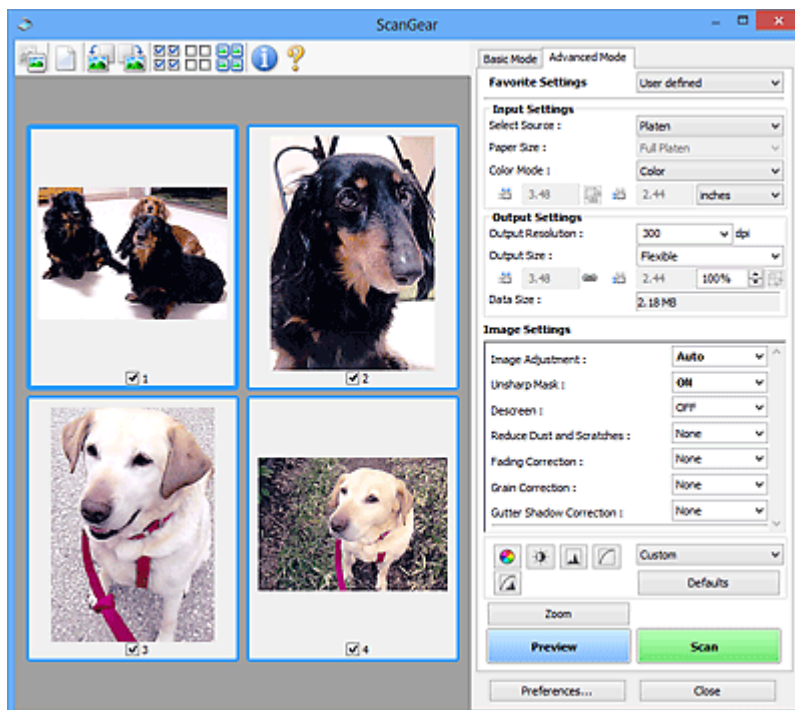 ScanGear
Basic Mode Advanced Mode
Favorite Settings User defined
Input Settings
Select Source : Platen
Paper Size : Full Platen
Color Mode : Color
3.48 2.44 inches
Output Settings
Output Resolution : 300 dpi
Output Size : Flexible
3.48 2.44 100%
Data Size : 2.18 MB
Image Settings
Image Adjustment : Auto
Unsharp Mask : ON
Descreen : OFF
Reduce Dust and Scratches : None
Fading Correction : None
Grain Correction : None
Gutter Shadow Correction : None
Custom
Defaults
Zoom
Preview Scan
Preferences... Close
1
2
3
4